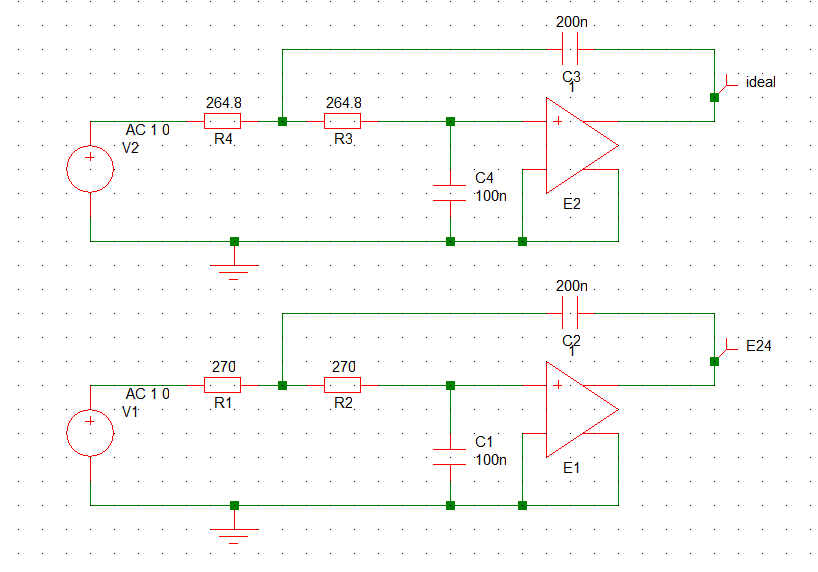 200n
C3
1
ideal
264.8
264.8
AC 1 0
V2
R4
R3
C4
100n
E2
200n
C2
1
E24
270
270
AC 1 0
V1
R1
R2
C1
100n
E1